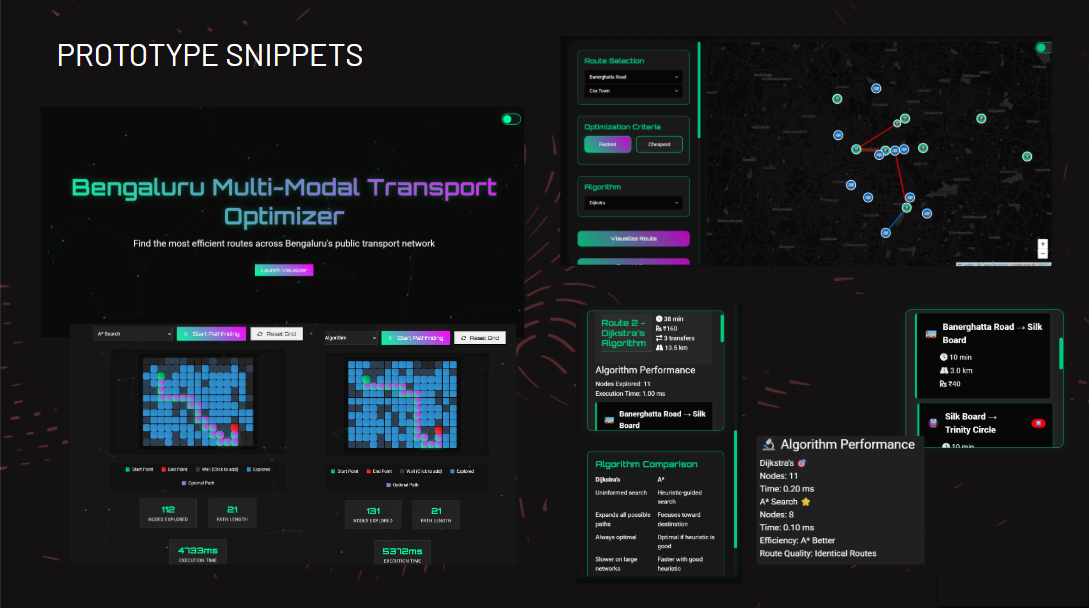 PROTOTYPE SNIPPETS
Bengaluru Multi-Modal Transport
Optimizer
Find the most efficient routes across Bengaluru's public transport network
Launch Visualizer
A* Search
Start Pathfinding
Reset Grid
Start Point
End Point
Wall (Click to add)
Explored
Optimal Path
112
NODES EXPLORED
21
PATH LENGTH
4733ms
EXECUTION TIME
Algorithm
Start Pathfinding
Reset Grid
Start Point
End Point
Wall (Click to add)
Explored
Optimal Path
131
NODES EXPLORED
21
PATH LENGTH
5372ms
EXECUTION TIME
Route Selection
Banerghatta Road
Cox Town
Optimization Criteria
Fastest
Cheapest
Algorithm
Dijkstra
Visualize Route
+
−
Route 2 -
Dijkstra's
Algorithm
38 min
₹160
3 transfers
13.5 km
Algorithm Performance
Nodes Explored: 11
Execution Time: 1.00 ms
Banerghatta Road → Silk
Board
Algorithm Comparison
Dijkstra's
A*
Uninformed search
Heuristic-guided
search
Expands all possible
paths
Focuses toward
destination
Always optimal
Optimal if heuristic is
good
Slower on large
networks
Faster with good
heuristic
Banerghatta Road → Silk
Board
10 min
3.0 km
₹40
Silk Board →
Trinity Circle
10 min
Algorithm Performance
Dijkstra's
Nodes: 11
Time: 0.20 ms
A* Search
Nodes: 8
Time: 0.10 ms
Efficiency: A* Better
Route Quality: Identical Routes